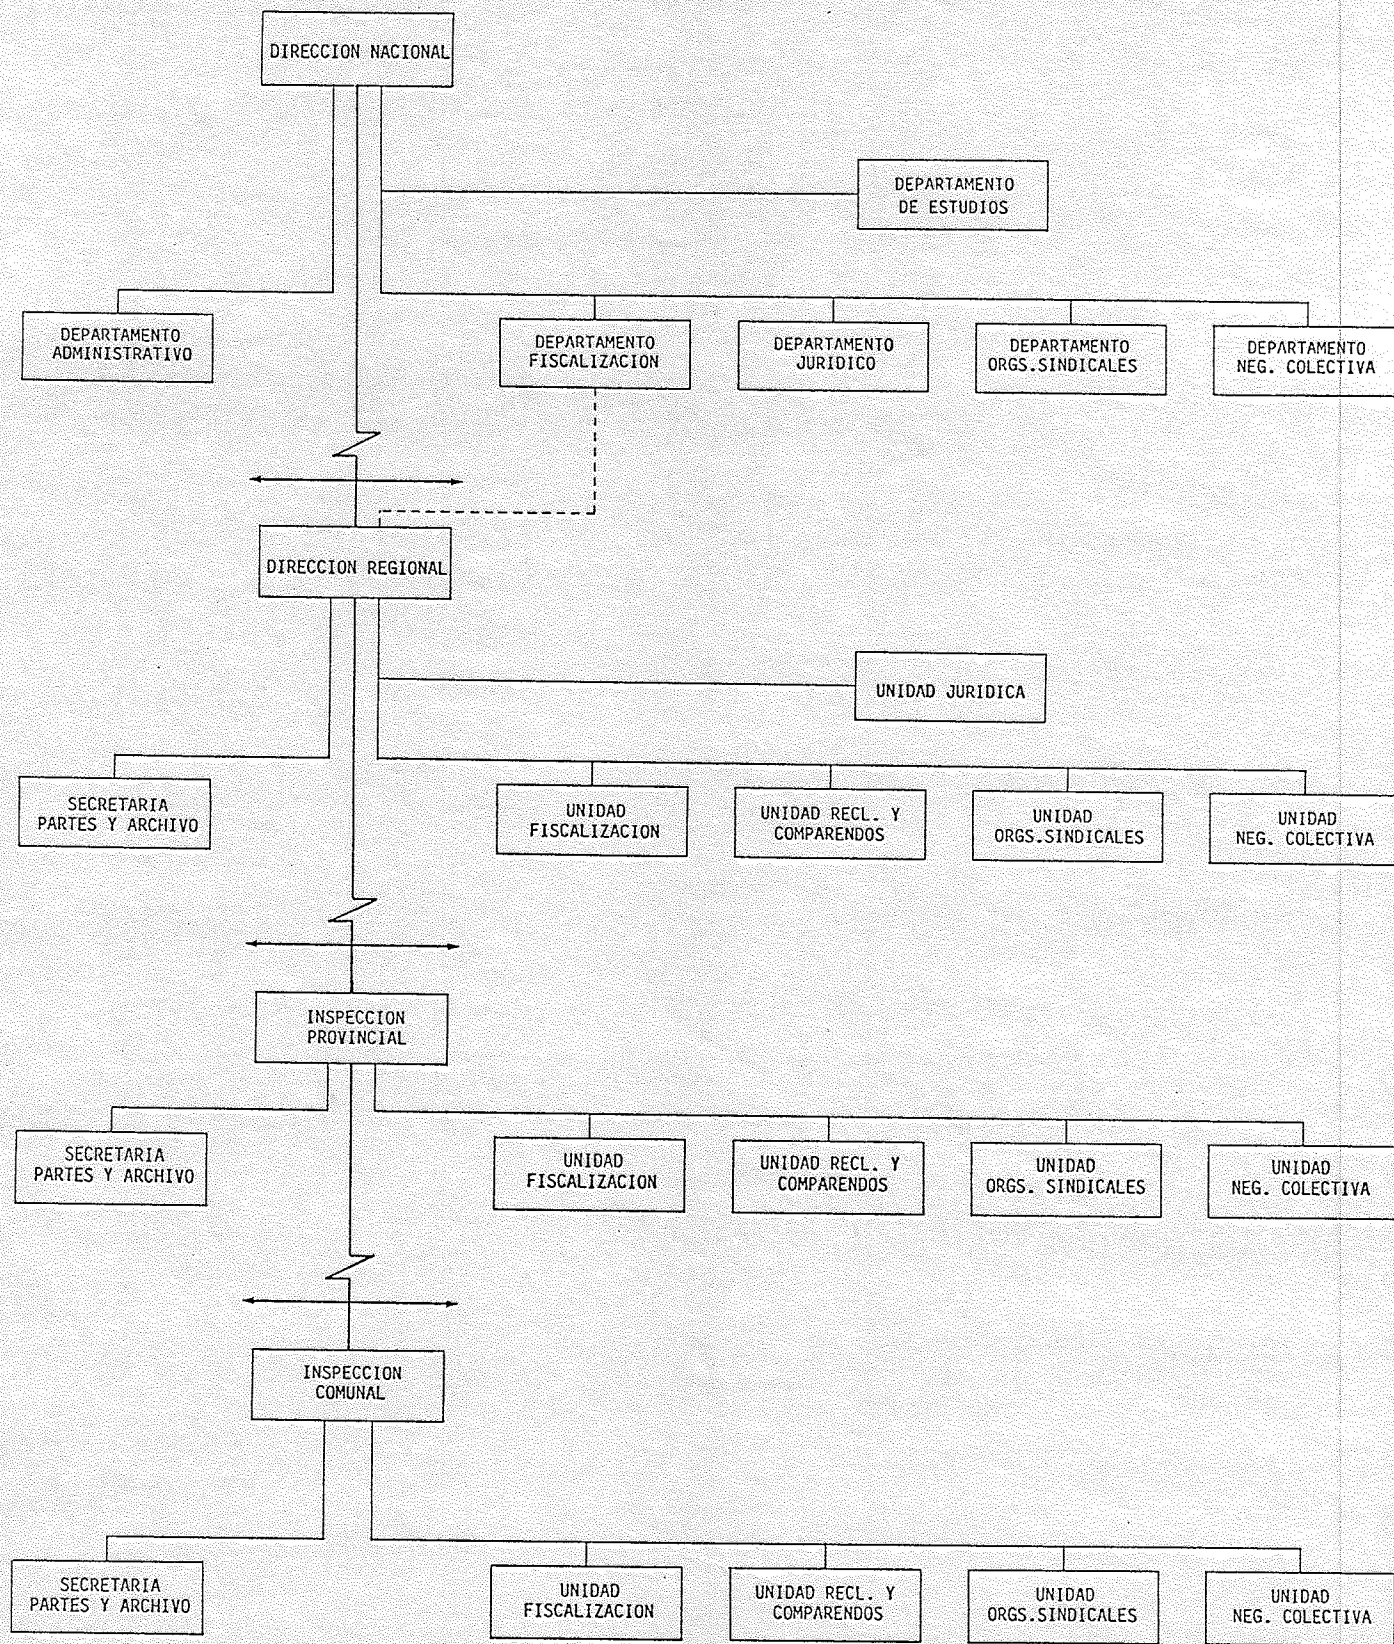 DIRECCION NACIONAL
DEPARTAMENTO
DE ESTUDIOS
DEPARTAMENTO
ADMINISTRATIVO
DEPARTAMENTO
FISCALIZACION
DEPARTAMENTO
JURIDICO
DEPARTAMENTO
ORGS.SINDICALES
DEPARTAMENTO
NEG. COLECTIVA
DIRECCION REGIONAL
UNIDAD JURIDICA
SECRETARIA
PARTES Y ARCHIVO
UNIDAD
FISCALIZACION
UNIDAD RECL. Y
COMPARENDOS
UNIDAD
ORGS.SINDICALES
UNIDAD
NEG. COLECTIVA
INSPECCION
PROVINCIAL
SECRETARIA
PARTES Y ARCHIVO
UNIDAD
FISCALIZACION
UNIDAD RECL. Y
COMPARENDOS
UNIDAD
ORGS. SINDICALES
UNIDAD
NEG. COLECTIVA
INSPECCION
COMUNAL
SECRETARIA
PARTES Y ARCHIVO
UNIDAD
FISCALIZACION
UNIDAD RECL. Y
COMPARENDOS
UNIDAD
ORGS.SINDICALES
UNIDAD
NEG. COLECTIVA